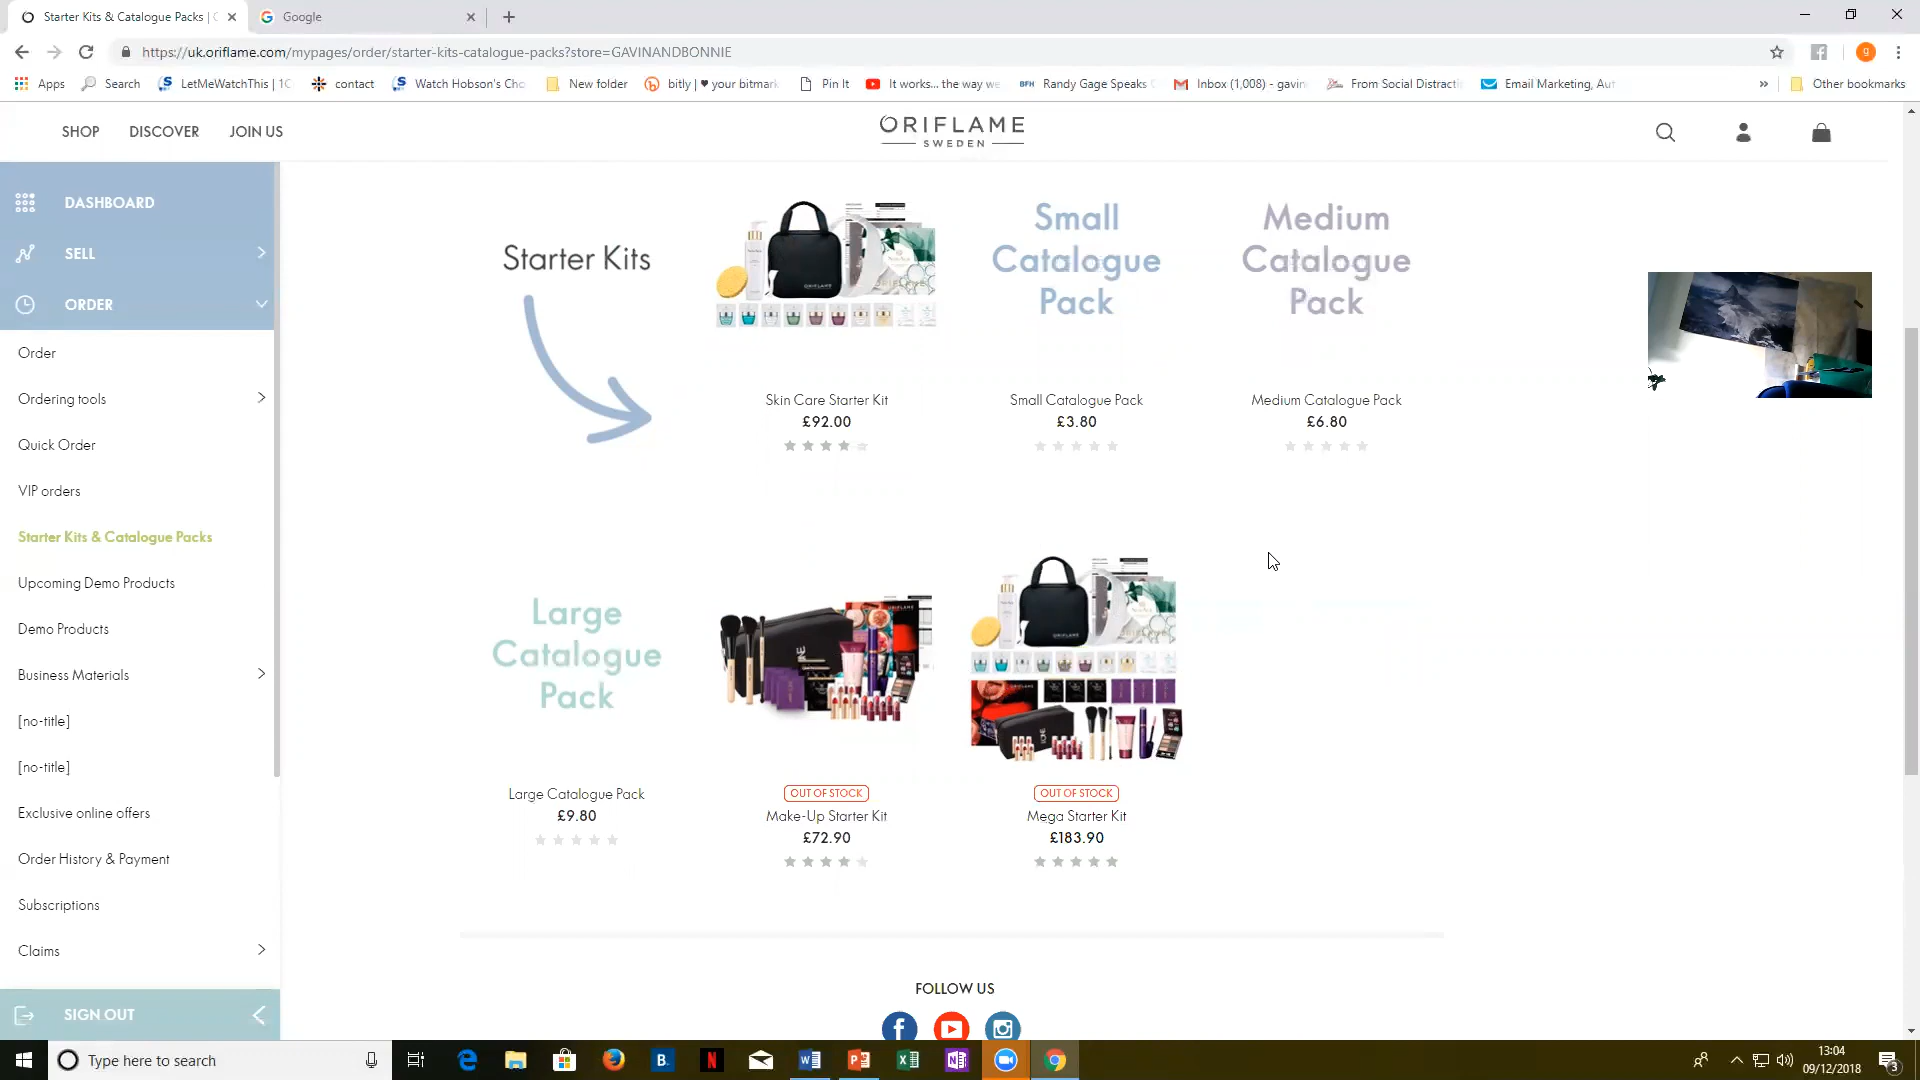 Starter Kits & Catalogue Packs |
Google
https://uk.oriflame.com/mypages/order/starter-kits-catalogue-packs?store=GAVINANDBONNIE
g
Apps
Search
LetMeWatchThis | 1C
contact
Watch Hobson's Cho
New folder
bitly | ♥ your bitmark
Pin It
It works... the way we
BFH
Randy Gage Speaks
Inbox (1,008) - gavin
From Social Distracti
Email Marketing, Aut
»
Other bookmarks
SHOP
DISCOVER
JOIN US
ORIFLAME
SWEDEN
DASHBOARD
SELL
ORDER
Order
Ordering tools
Quick Order
VIP orders
Starter Kits & Catalogue Packs
Upcoming Demo Products
Demo Products
Business Materials
[no-title]
[no-title]
Exclusive online offers
Order History & Payment
Subscriptions
Claims
SIGN OUT
Starter Kits
Skin Care Starter Kit
£92.00
Small
Catalogue
Pack
Small Catalogue Pack
£3.80
Medium
Catalogue
Pack
Medium Catalogue Pack
£6.80
Large
Catalogue
Pack
Large Catalogue Pack
£9.80
OUT OF STOCK
Make-Up Starter Kit
£72.90
OUT OF STOCK
Mega Starter Kit
£183.90
FOLLOW US
Type here to search
13:04
09/12/2018
3